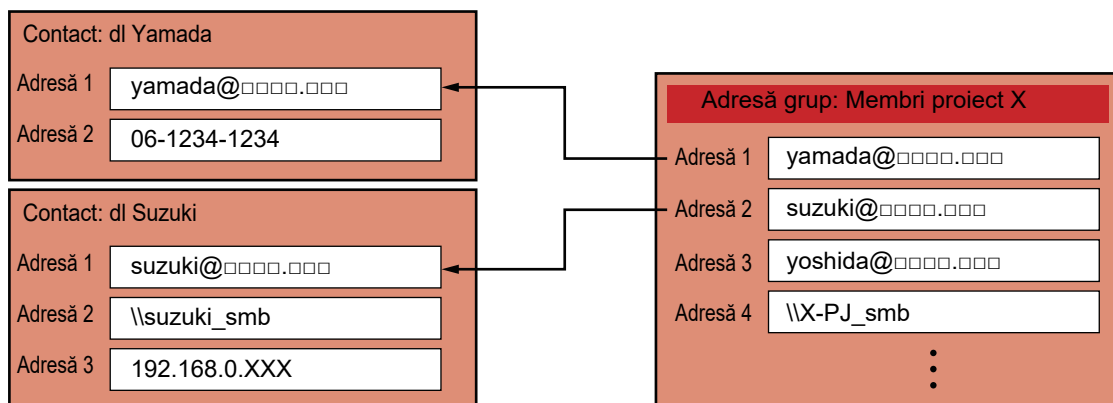 Contact: dl Yamada
Adresă 1 yamada@□□□□.□□□
Adresă 2 06-1234-1234
Contact: dl Suzuki
Adresă 1 suzuki@□□□□.□□□
Adresă 2 \\suzuki_smb
Adresă 3 192.168.0.XXX
Adresă grup: Membri proiect X
Adresă 1 yamada@□□□□.□□□
Adresă 2 suzuki@□□□□.□□□
Adresă 3 yoshida@□□□□.□□□
Adresă 4 \\X-PJ_smb